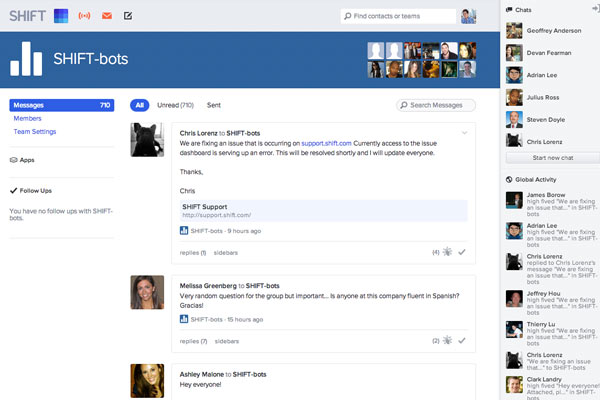 SHIFT
Find contacts or teams
SHIFT-bots
Messages 710
Members
Team Settings
Apps
Follow Ups
You have no follow ups with SHIFT-
bots.
All Unread (710) Sent
Search Messages
Chris Lorenz to SHIFT-bots
We are fixing an issue that is occurring on support.shift.com Currently access to the issue
dashboard is serving up an error. This will be resolved shortly and I will update everyone.
Thanks,
Chris
SHIFT Support
http://support.shift.com/
SHIFT-bots · 9 hours ago
replies (1) sidebars
(4)
Melissa Greenberg to SHIFT-bots
Very random question for the group but important... Is anyone at this company fluent in Spanish?
Gracias!
SHIFT-bots · 15 hours ago
replies (7) sidebars
(2)
Ashley Malone to SHIFT-bots
Hey everyone!
Chats
Geoffrey Anderson
Devan Fearman
Adrian Lee
Julius Ross
Steven Doyle
Chris Lorenz
Start new chat
Global Activity
James Borow
high fived "We are fixing
an issue that..." in SHIFT-
bots
Adrian Lee
high fived "We are fixing
an issue that..." in SHIFT-
bots
Chris Lorenz
replied to Chris Lorenz's
message "We are fixing
an issue that..." in SHIFT-
bots
Jeffrey Hou
high fived "We are fixing
an issue that..." in SHIFT-
bots
Thierry Lu
high fived "We are fixing
an issue that..." in SHIFT-
bots
Chris Lorenz
"We are fixing an issue
that..." to SHIFT-bots
Clark Landry
high fived "Hey everyone!
Attached, pl..." in SHIFT-
bots